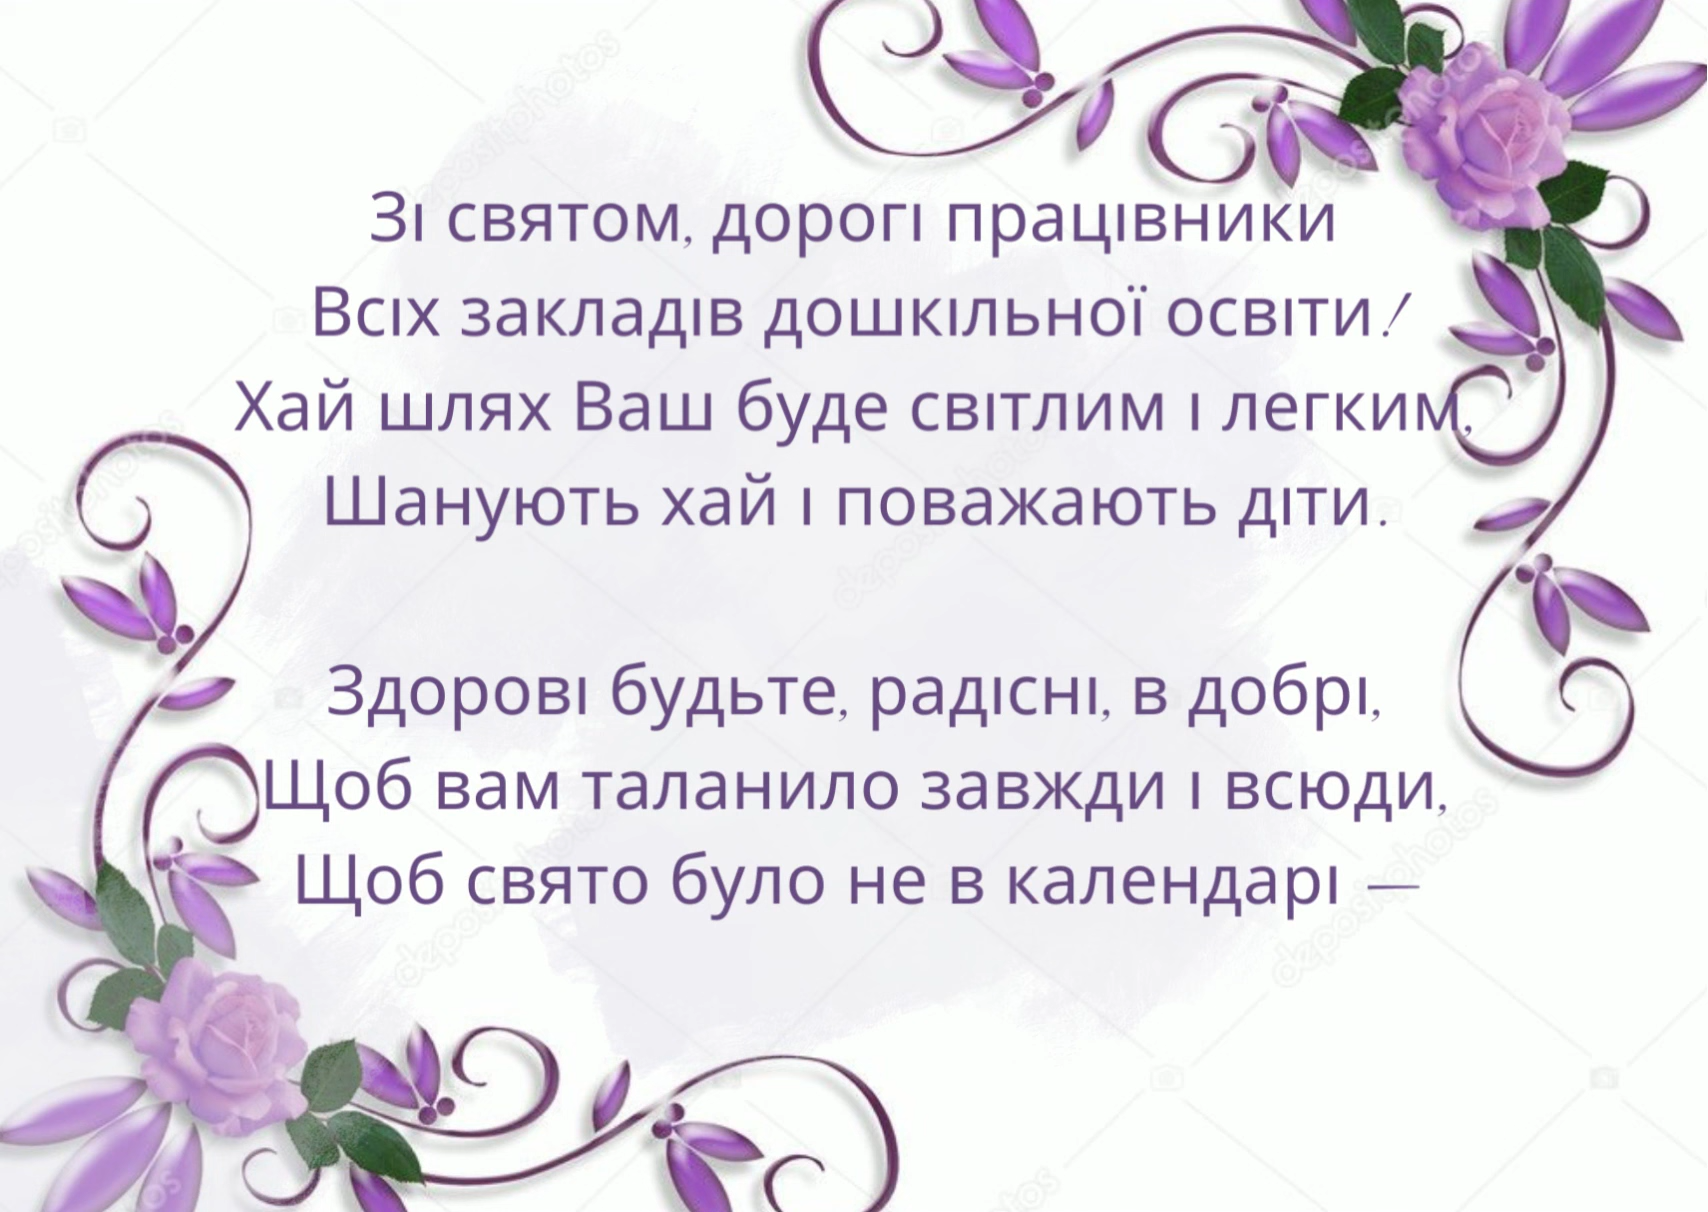 Зі святом, дорогі працівники
Всіх закладів дошкільної освіти!
Хай шлях Ваш буде світлим і легким,
Шанують хай і поважають діти.
Здорові будьте, радісні, в добрі,
Щоб вам таланило завжди і всюди,
Щоб свято було не в календарі —
depositphotos